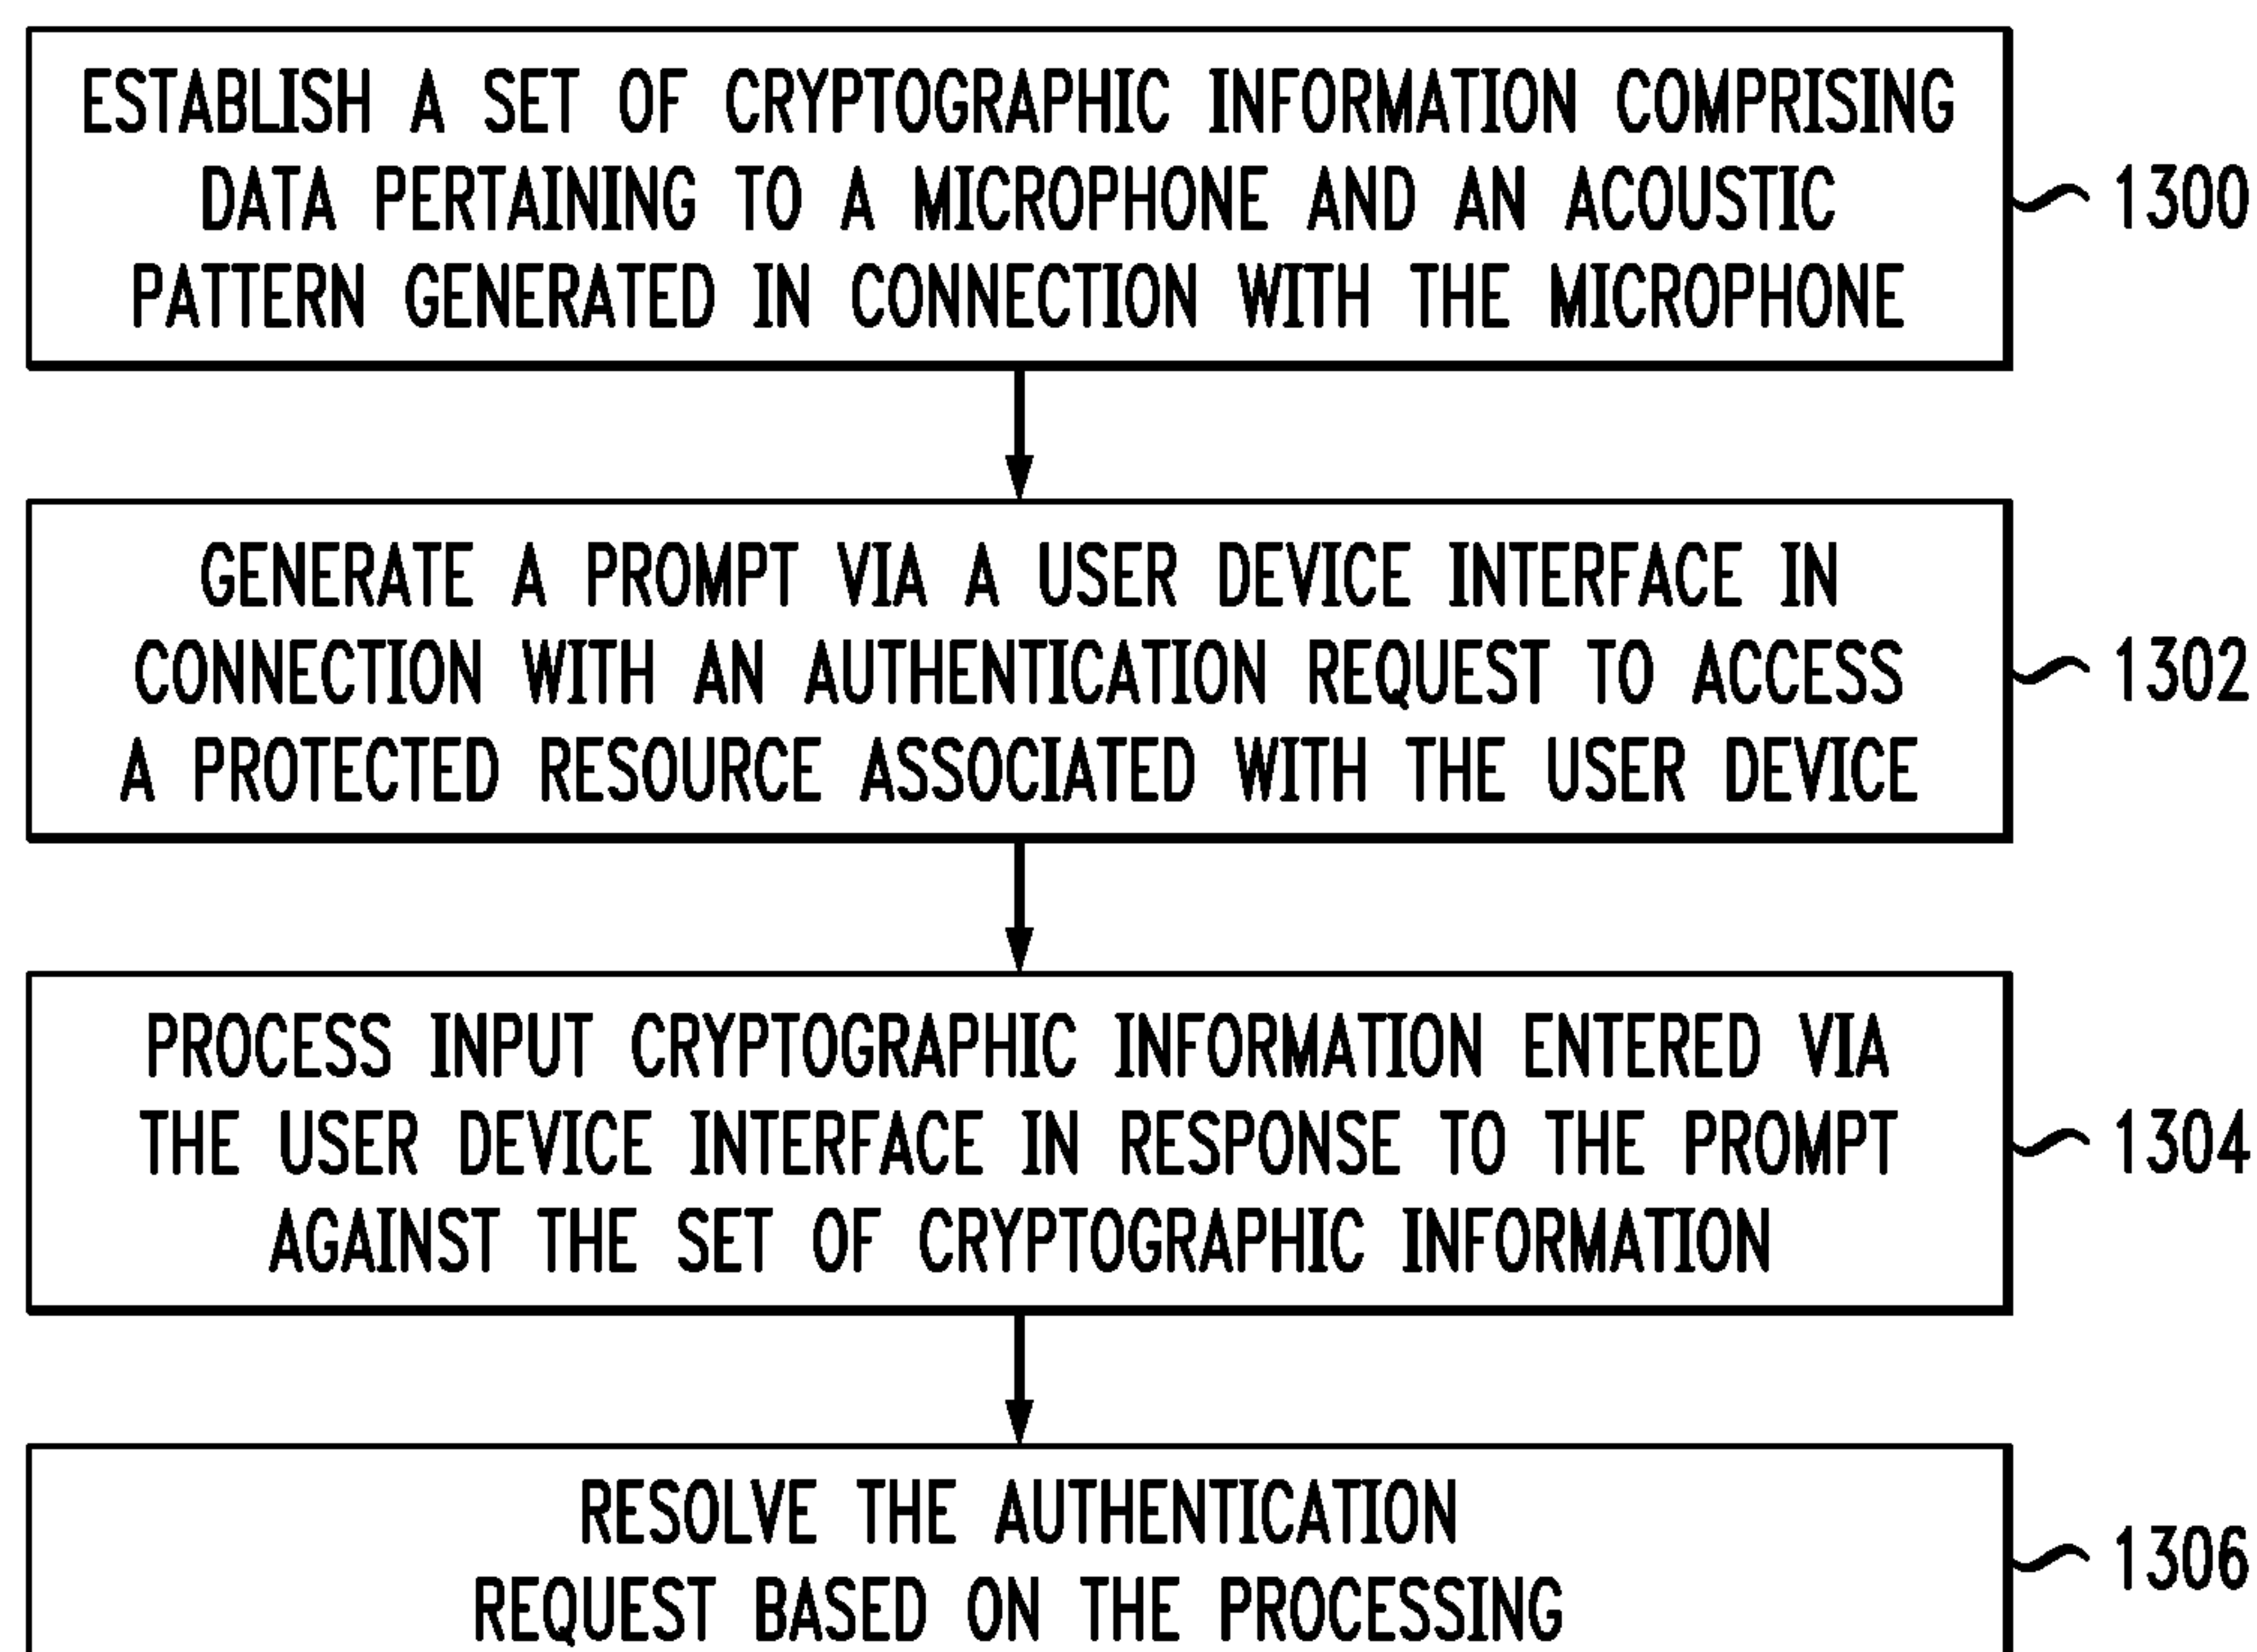 ESTABLISH A SET OF CRYPTOGRAPHIC INFORMATION COMPRISING
DATA PERTAINING TO A MICROPHONE AND AN ACOUSTIC
PATTERN GENERATED IN CONNECTION WITH THE MICROPHONE
1300
GENERATE A PROMPT VIA A USER DEVICE INTERFACE IN
CONNECTION WITH AN AUTHENTICATION REQUEST TO ACCESS
A PROTECTED RESOURCE ASSOCIATED WITH THE USER DEVICE
1302
PROCESS INPUT CRYPTOGRAPHIC INFORMATION ENTERED VIA
THE USER DEVICE INTERFACE IN RESPONSE TO THE PROMPT
AGAINST THE SET OF CRYPTOGRAPHIC INFORMATION
1304
RESOLVE THE AUTHENTICATION
REQUEST BASED ON THE PROCESSING
1306